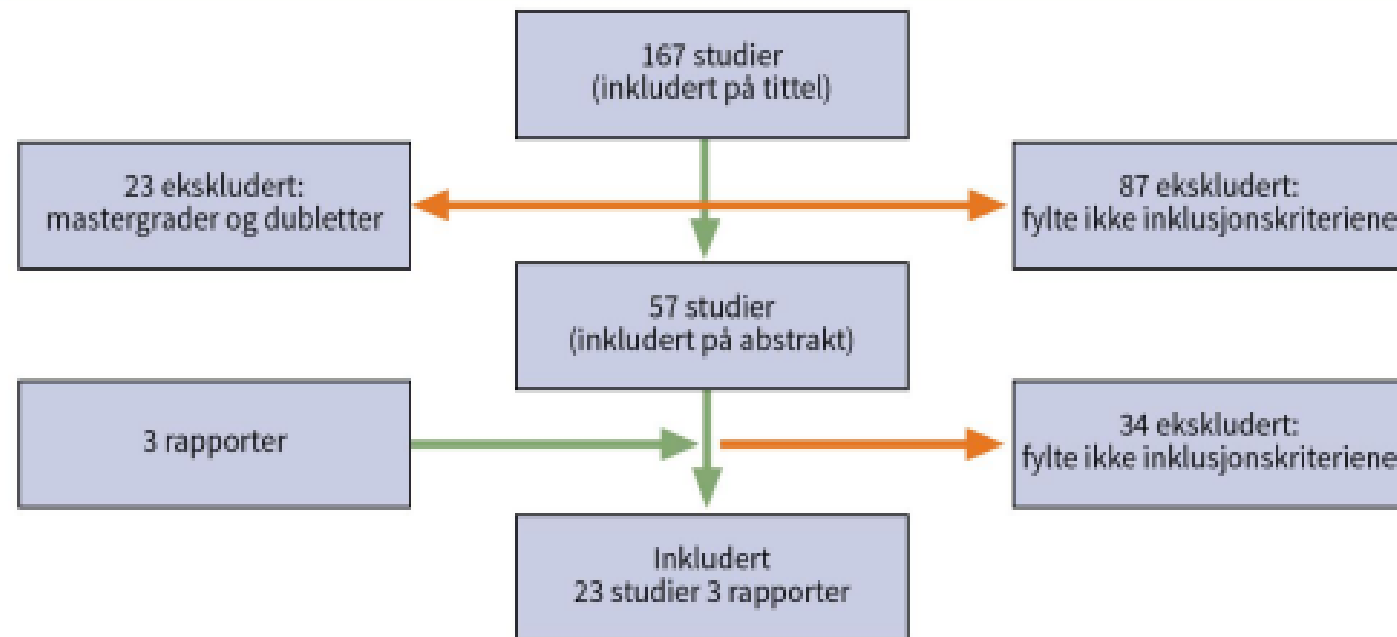 167 studier
(inkludert på tittel)
23 ekskludert:
mastergrader og dubletter
87 ekskludert:
fylte ikke inklusjonskriteriene
57 studier
(inkludert på abstrakt)
3 rapporter
34 ekskludert:
fylte ikke inklusjonskriteriene
Inkludert
23 studier 3 rapporter